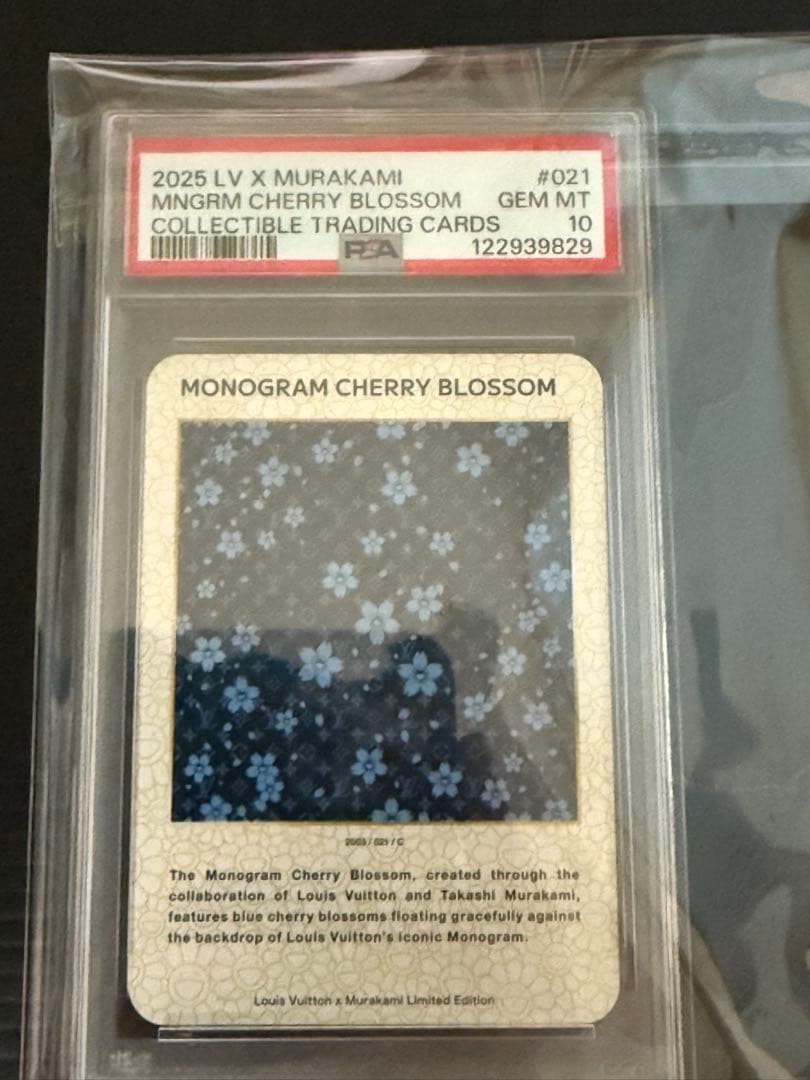 2025 LV X MURAKAMI #021
MNGRM CHERRY BLOSSOM GEM MT
COLLECTIBLE TRADING CARDS 10
PSA 122939829
MONOGRAM CHERRY BLOSSOM
2003 / 021 / C
The Monogram Cherry Blossom, created through the
collaboration of Louis Vuitton and Takashi Murakami,
features blue cherry blossoms floating gracefully against
the backdrop of Louis Vuitton's iconic Monogram.
Louis Vuitton x Murakami Limited Edition